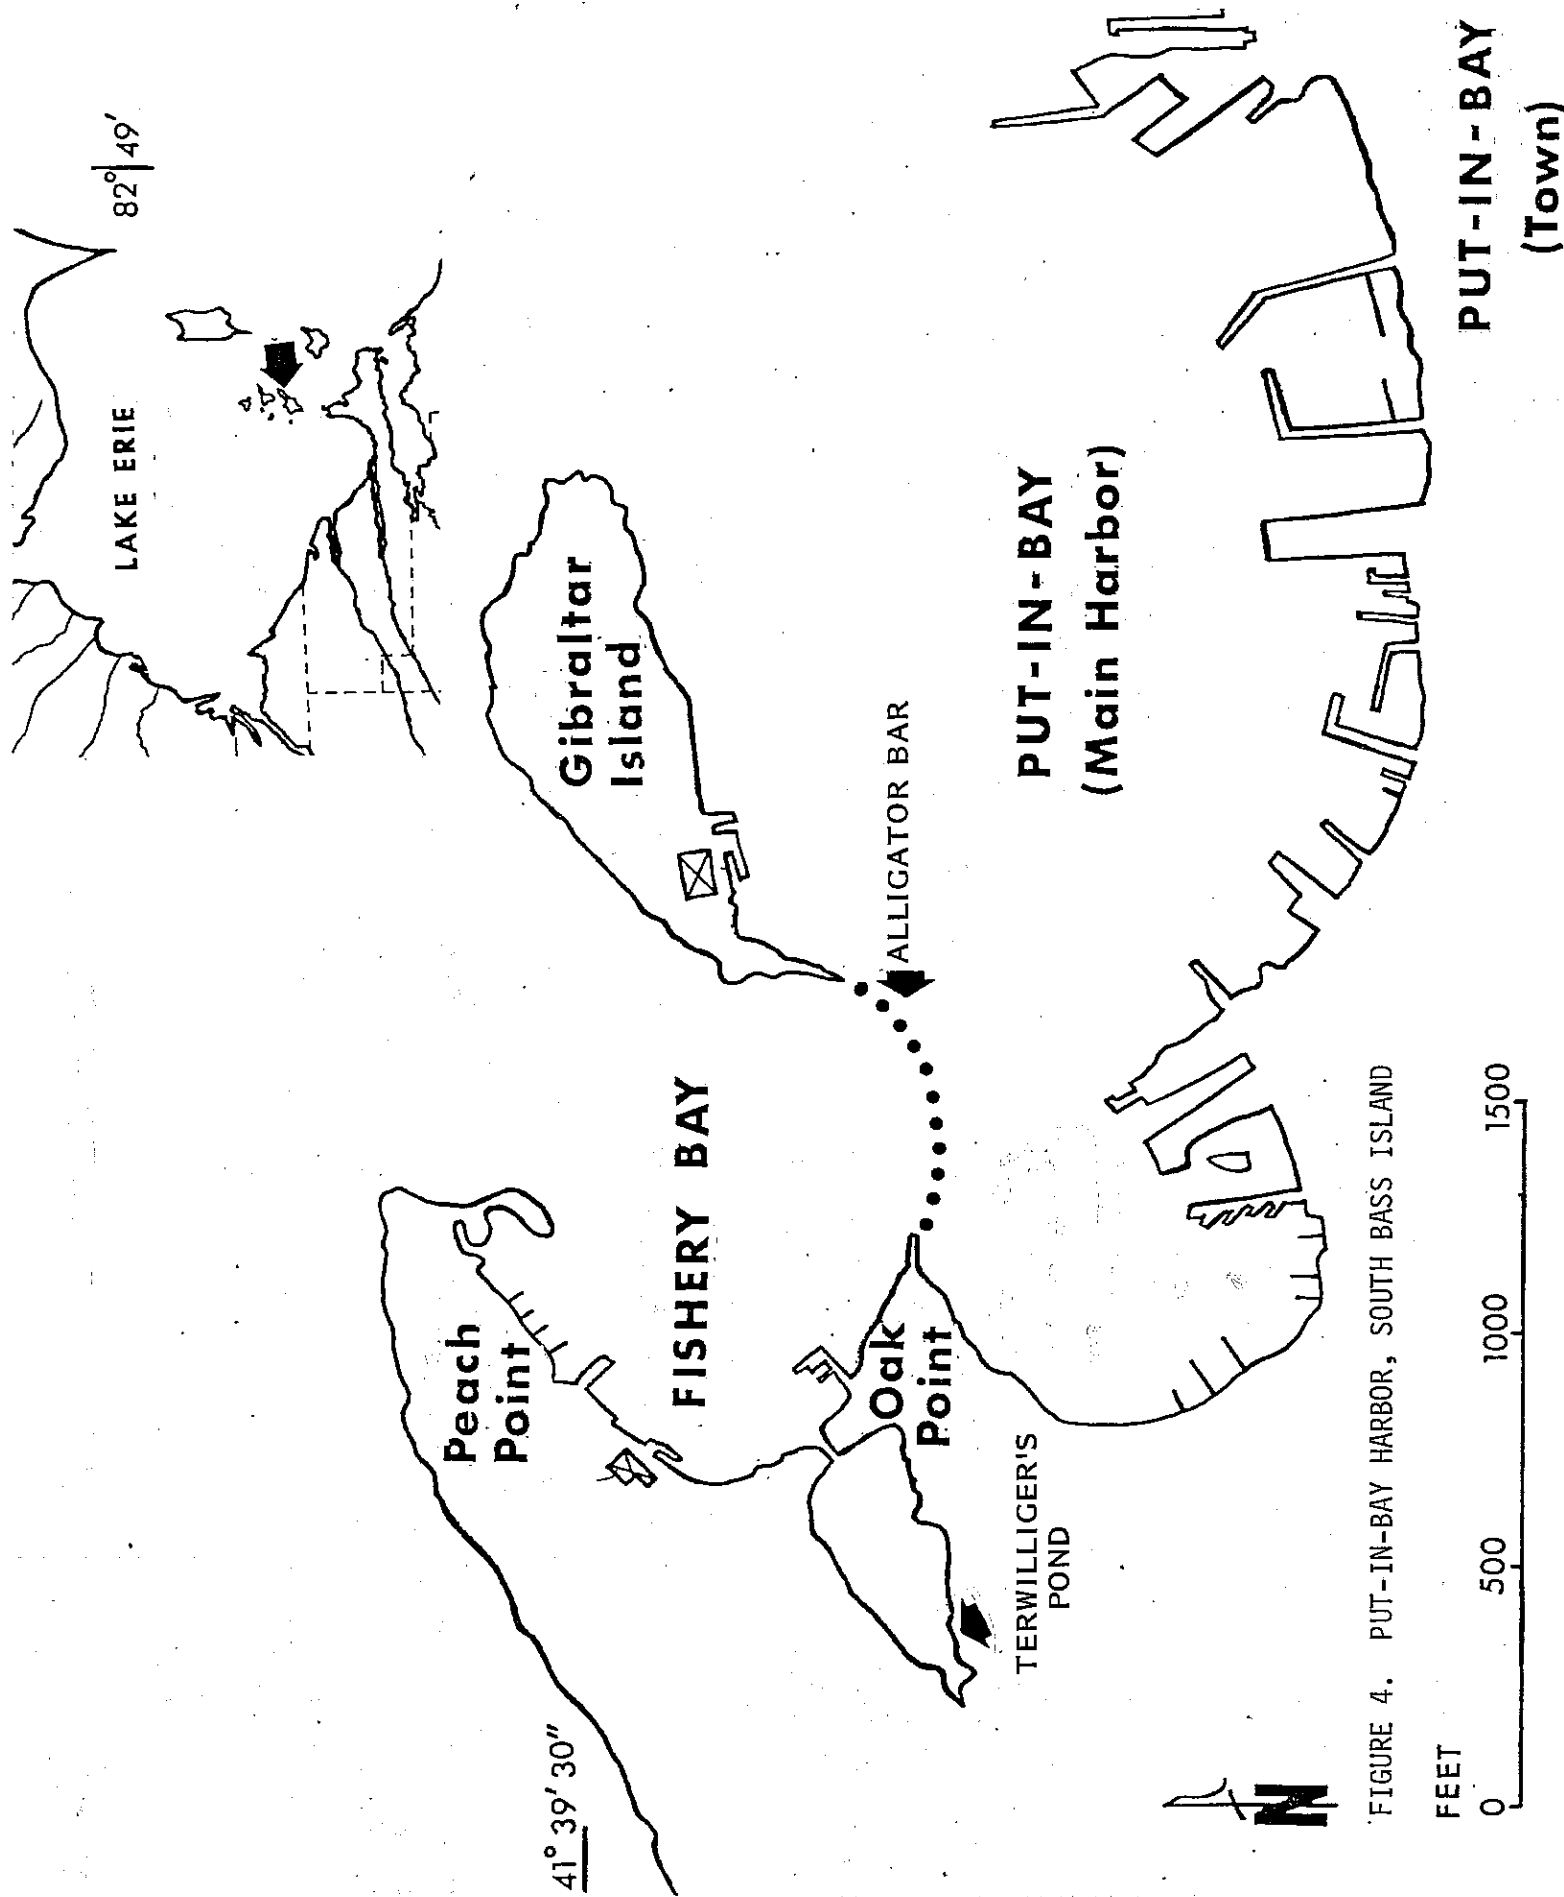 82° 49'
LAKE ERIE
41° 39' 30"
Peach
Point
Gibraltar
Island
FISHERY BAY
ALLIGATOR BAR
Oak
Point
TERWILLIGER'S
POND
PUT-IN-BAY
(Main Harbor)
PUT-IN-BAY
(Town)
N
FIGURE 4. PUT-IN-BAY HARBOR, SOUTH BASS ISLAND
FEET
0 500 1000 1500